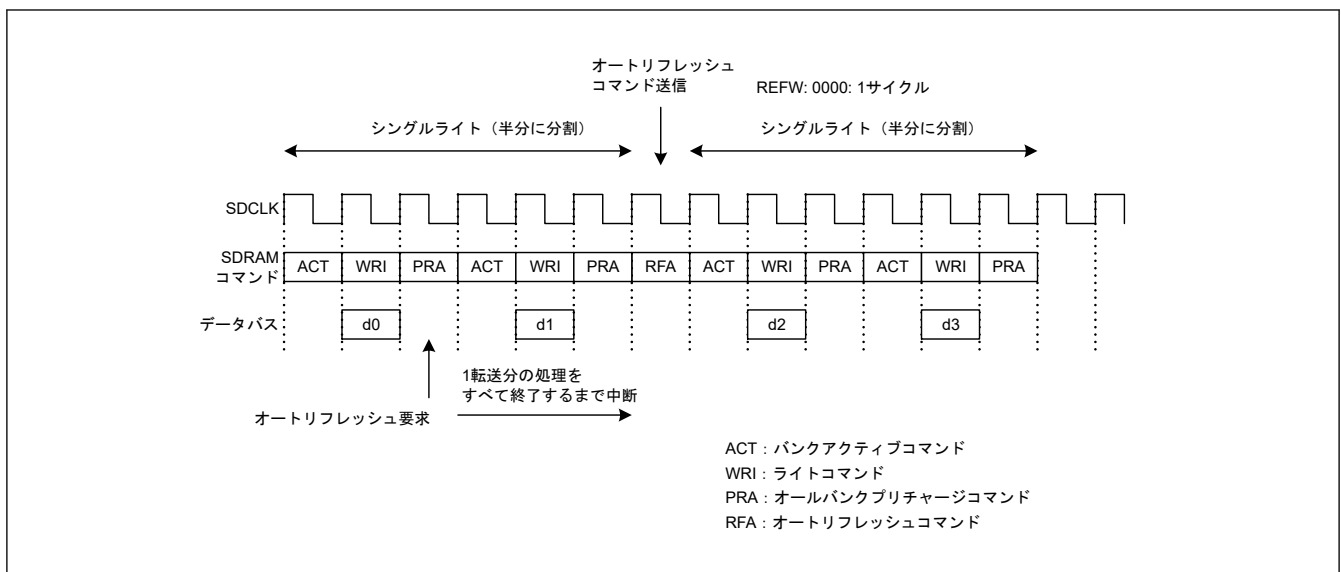 オートリフレッシュ
コマンド送信
REFW: 0000: 1サイクル
シングルライト（半分に分割）
シングルライト（半分に分割）
SDCLK
SDRAM
コマンド
ACT WRI PRA ACT WRI PRA RFA ACT WRI PRA ACT WRI PRA
データバス
d0 d1 d2 d3
1転送分の処理を
すべて終了するまで中断
オートリフレッシュ要求
ACT：バンクアクティブコマンド
WRI：ライトコマンド
PRA：オールバンクプリチャージコマンド
RFA：オートリフレッシュコマンド